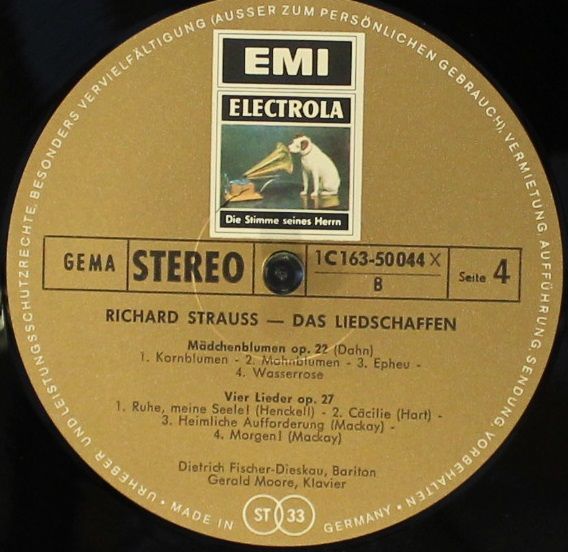 URHEBER UND LEISTUNGSSCHUTZRECHTE, BESONDERS VERVIELFÄLTIGUNG (AUSSER ZUM PERSÖNLICHEN GEBRAUCH), VERMIETUNG, AUFFÜHRUNG, SENDUNG, VORBEHALTEN •
EMI
ELECTROLA
Die Stimme seines Herrn
GEMA STEREO 1C 163-50 044 X Seite 4
B
RICHARD STRAUSS — DAS LIEDSCHAFFEN
Mädchenblumen op. 22 (Dahn)
1. Kornblumen - 2. Mohnblumen - 3. Epheu -
4. Wasserrose
Vier Lieder op. 27
1. Ruhe, meine Seele! (Henckell) - 2. Cäcilie (Hart) -
3. Heimliche Aufforderung (Mackay) -
4. Morgen! (Mackay)
Dietrich Fischer-Dieskau, Bariton
Gerald Moore, Klavier
MADE IN ST 33 GERMANY •